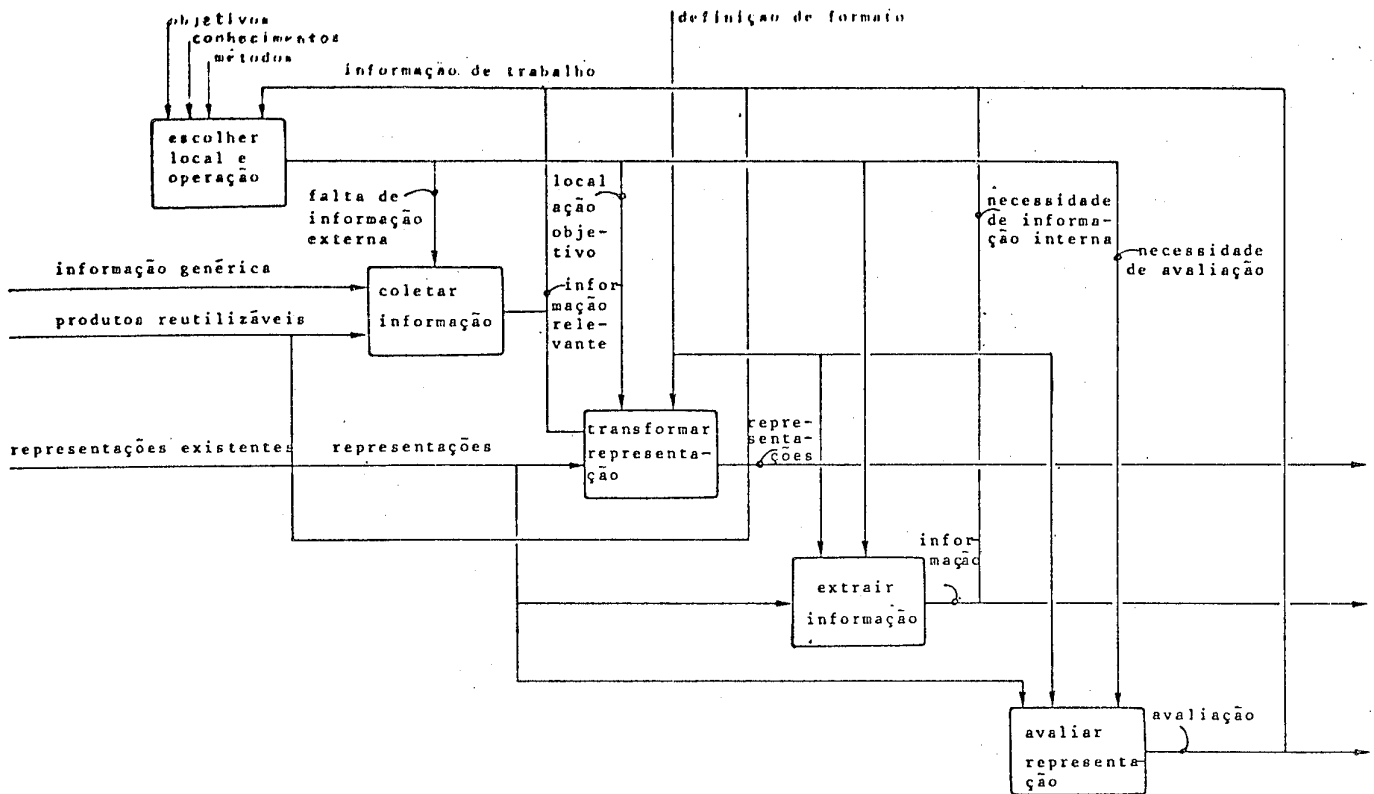 objetivos
conhecimentos
métodos
definição de formato
informação de trabalho
escolher
local e
operação
falta de
informação
externa
local
ação
obje-
tivo
necessidade
de informa-
ção interna
necessidade
de avaliação
informação genérica
coletar
informação
infor
mação
rele-
vante
produtos reutilizáveis
representações existentes
representações
transformar
representa-
ção
repre-
senta-
ções
infor-
mação
extrair
informação
avaliação
avaliar
representa-
ção